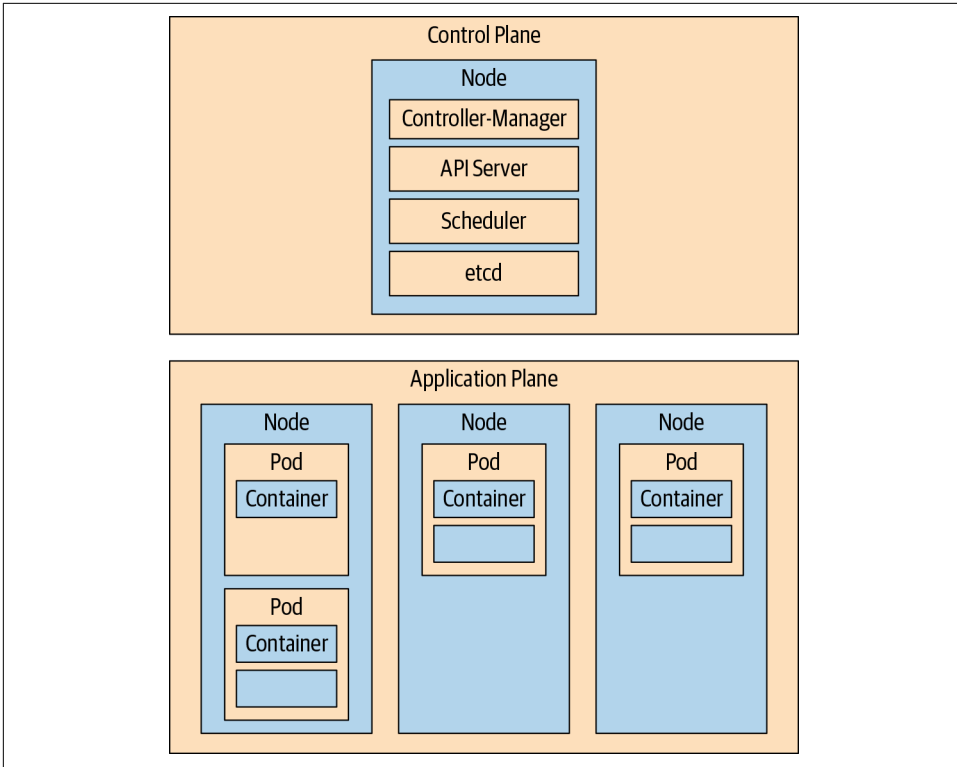 Control Plane
Node
Controller-Manager
API Server
Scheduler
etcd
Application Plane
Node
Pod
Container
Pod
Container
Node
Pod
Container
Node
Pod
Container